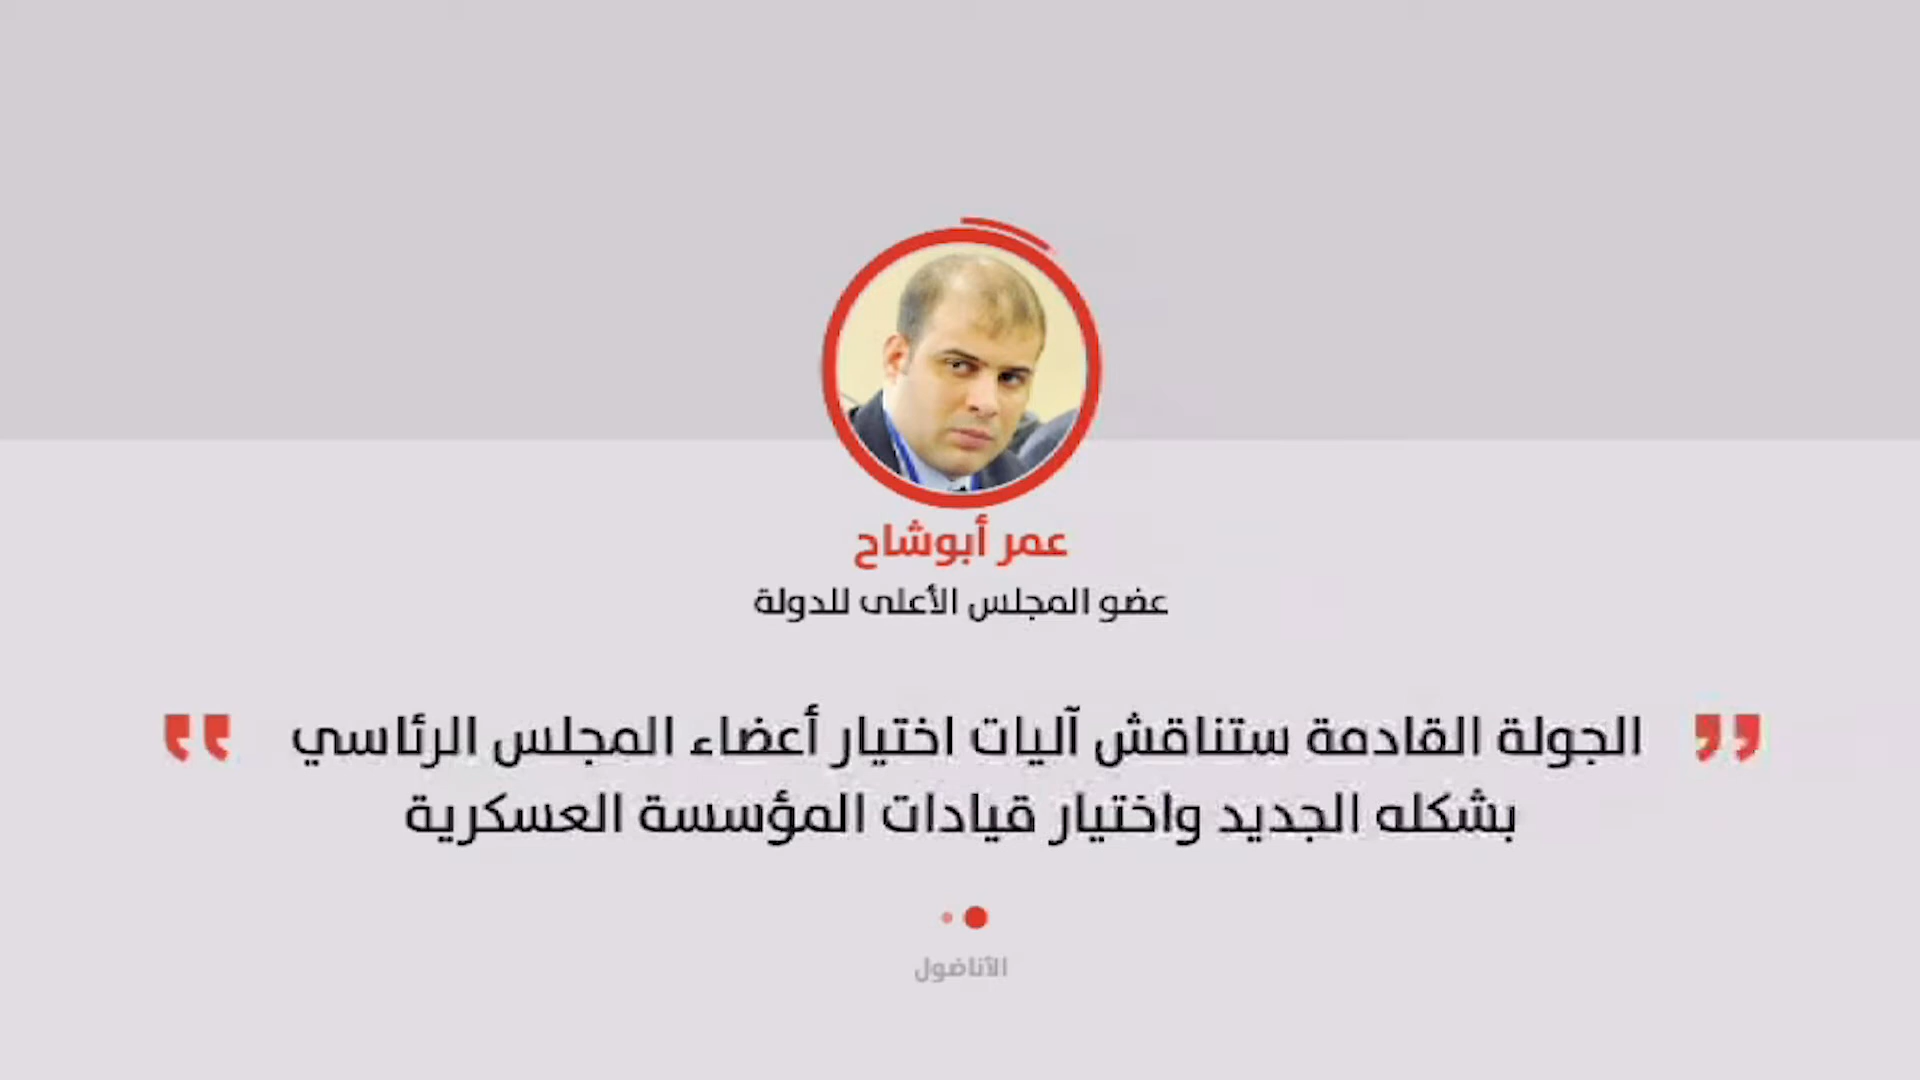 عمر أبوشاح
عضو المجلس الأعلى للدولة
الجولة القادمة ستناقش آليات اختيار أعضاء المجلس الرئاسي
بشكله الجديد واختيار قيادات المؤسسة العسكرية
الأناضول